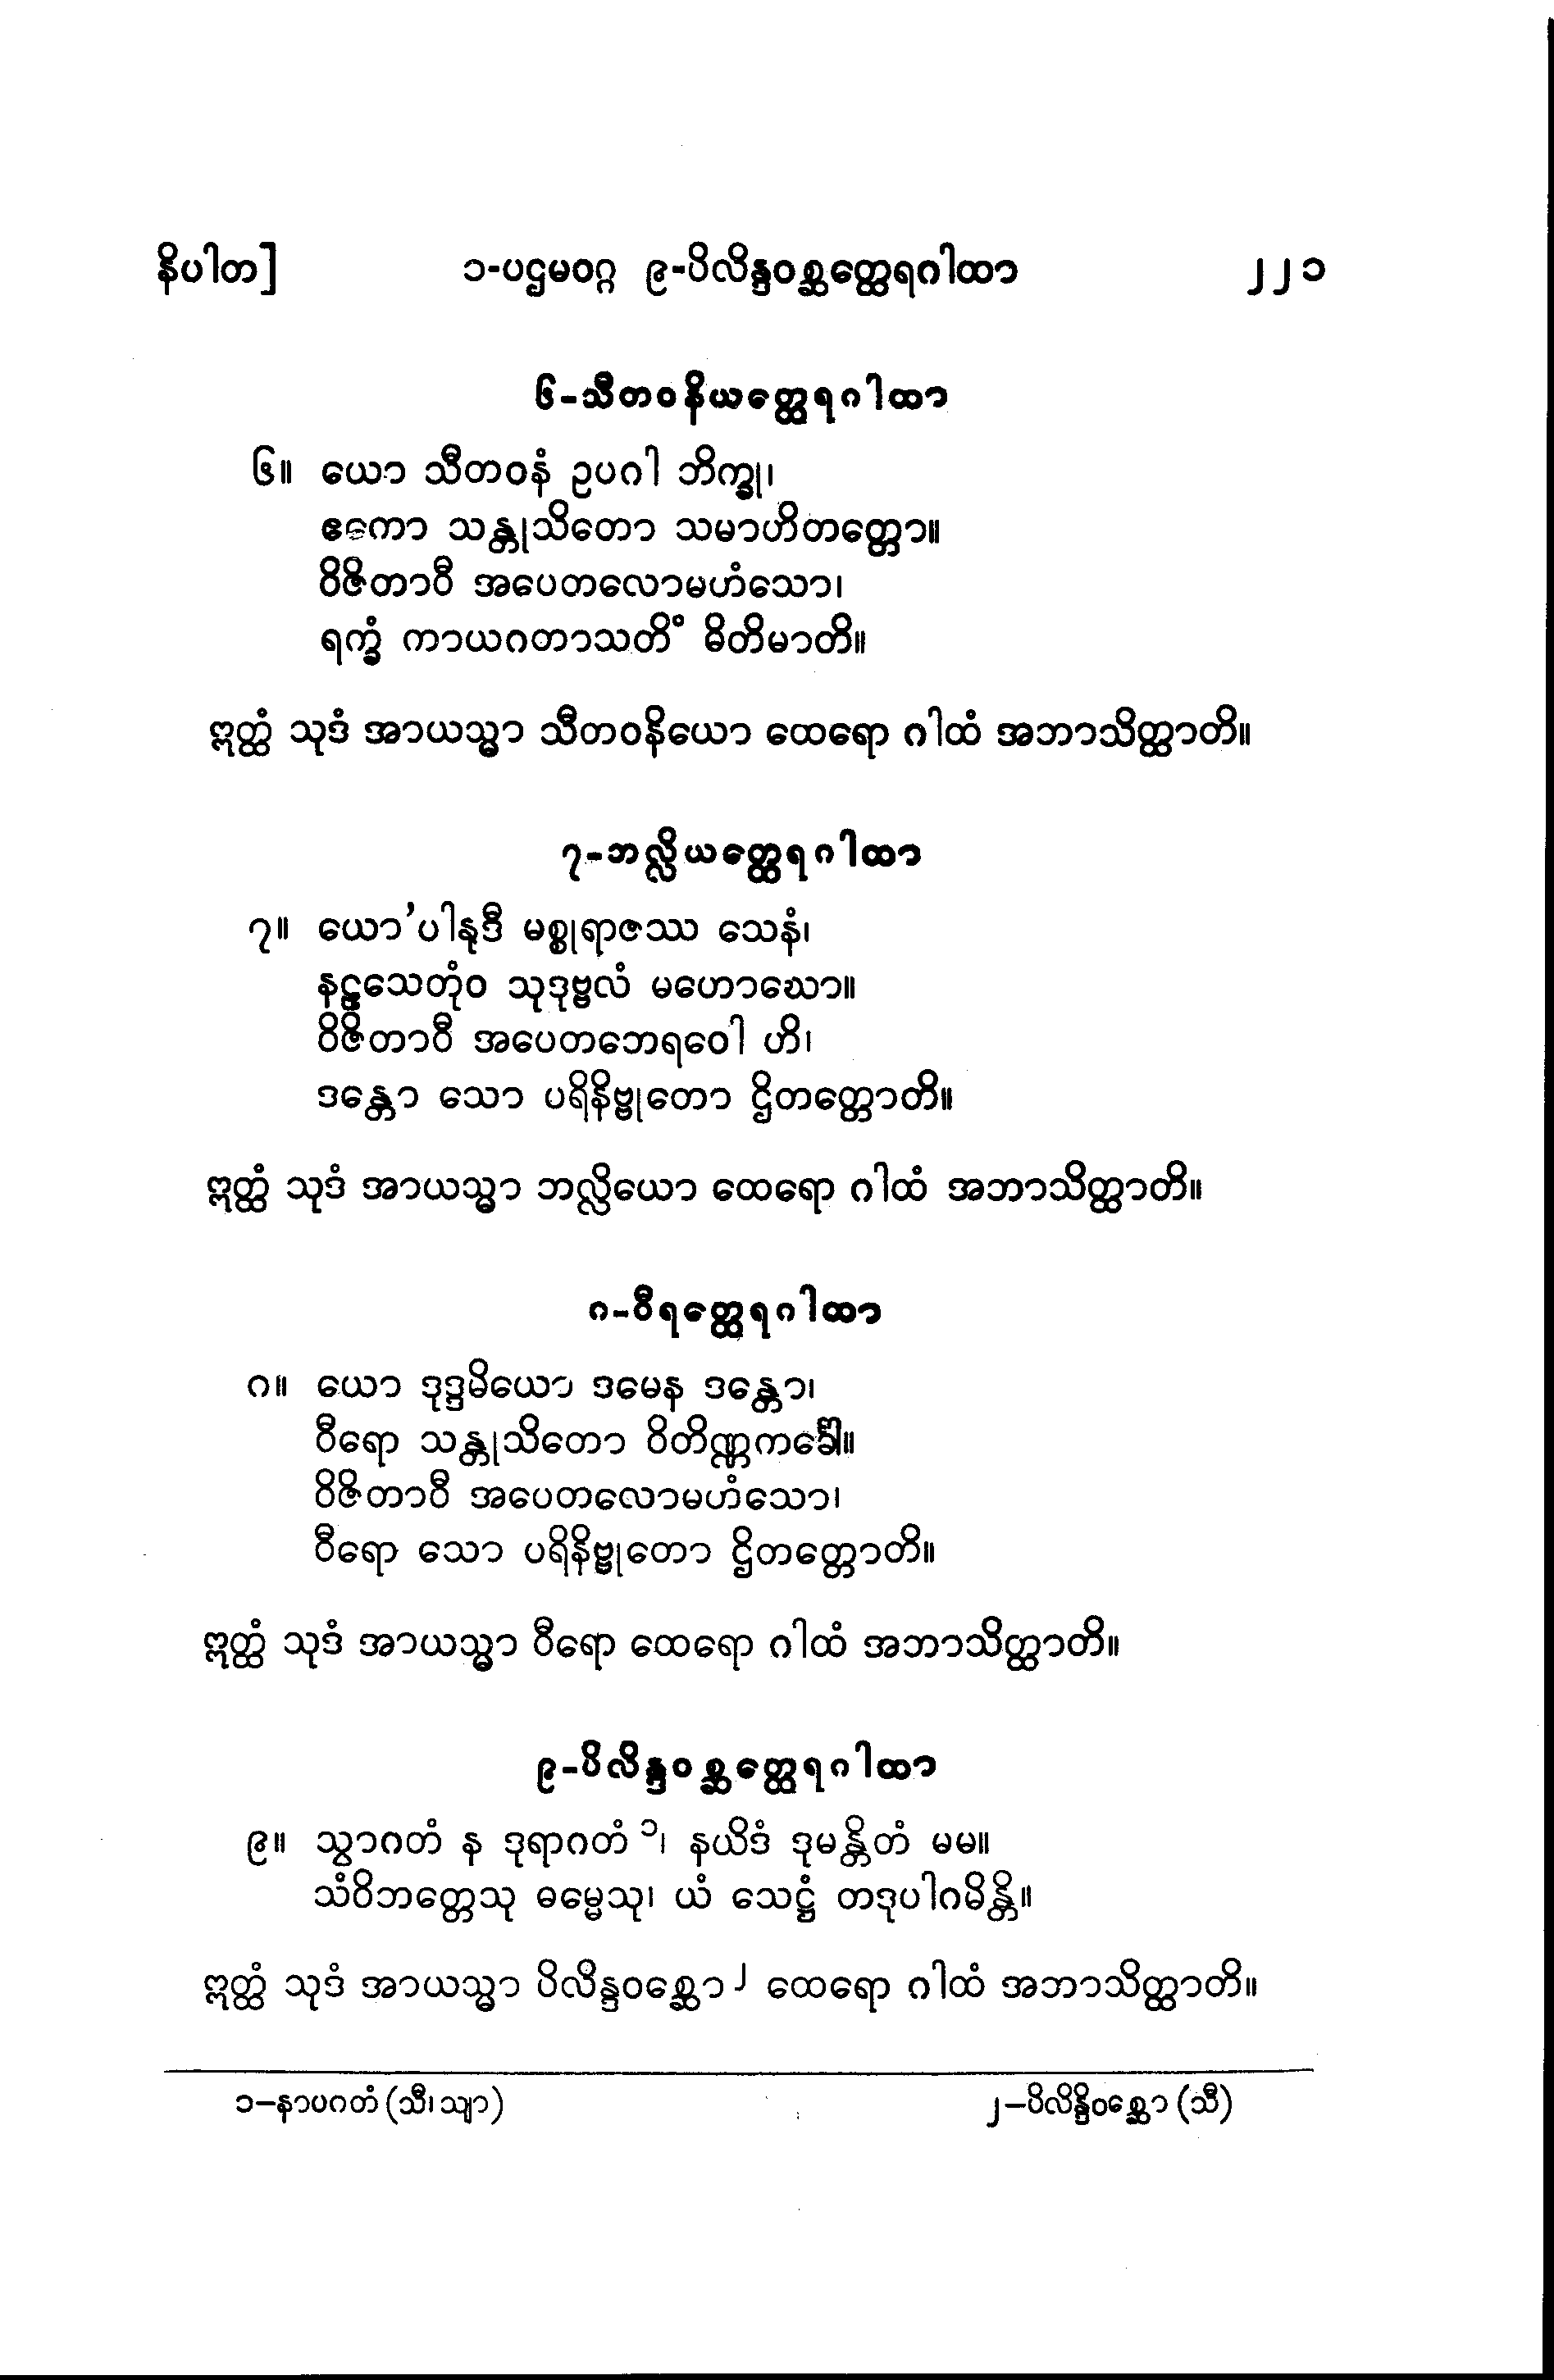 နိပါတ] ၁-ပဌမဝဂ္ဂ ၉-ပိလိန္ဒဝစ္ဆတ္ထေရဂါထာ ၂၂၁
၆-သီတဝနိယတ္ထေရဂါထာ
၆။ ယော သီတဝနံ ဥပဂါ ဘိက္ခု၊
ဧကော သန္တုသိတော သမာဟိတတ္တော။
ဝိဇိတာဝီ အပေတလောမဟံသော၊
ရက္ခံ ကာယဂတာသတိံ ဓိတိမာတိ။
ဣတ္ထံ သုဒံ အာယသ္မာ သီတဝနိယော ထေရော ဂါထံ အဘာသိတ္ထာတိ။
၇-ဘလ္လိယတ္ထေရဂါထာ
၇။ ယော’ပါနုဒီ မစ္စုရာဇဿ သေနံ၊
နဠသေတုံဝ သုဒုဗ္ဗလံ မဟောဃော။
ဝိဇိတာဝီ အပေတဘေရဝေါ ဟိ၊
ဒန္တော သော ပရိနိဗ္ဗုတော ဌိတတ္တောတိ။
ဣတ္ထံ သုဒံ အာယသ္မာ ဘလ္လိယော ထေရော ဂါထံ အဘာသိတ္ထာတိ။
၈-ဝီရတ္ထေရဂါထာ
၈။ ယော ဒုဒ္ဒမိယော ဒမေန ဒန္တော၊
ဝီရော သန္တုသိတော ဝိတိဏ္ဏကင်္ခေါ။
ဝိဇိတာဝီ အပေတလောမဟံသော၊
ဝီရော သော ပရိနိဗ္ဗုတော ဌိတတ္တောတိ။
ဣတ္ထံ သုဒံ အာယသ္မာ ဝီရော ထေရော ဂါထံ အဘာသိတ္ထာတိ။
၉-ပိလိန္ဒဝစ္ဆတ္ထေရဂါထာ
၉။ သွာဂတံ န ဒုရာဂတံ ၁၊ နယိဒံ ဒုမန္တိတံ မမ။
သံဝိဘတ္တေသု ဓမ္မေသု၊ ယံ သေဋ္ဌံ တဒုပါဂမိန္တိ။
ဣတ္ထံ သုဒံ အာယသ္မာ ပိလိန္ဒဝစ္ဆော ၂ ထေရော ဂါထံ အဘာသိတ္ထာတိ။
၁–နာပဂတံ (သီ၊ သျာ) ၂–ပိလိန္ဒိဝစ္ဆော (သီ)